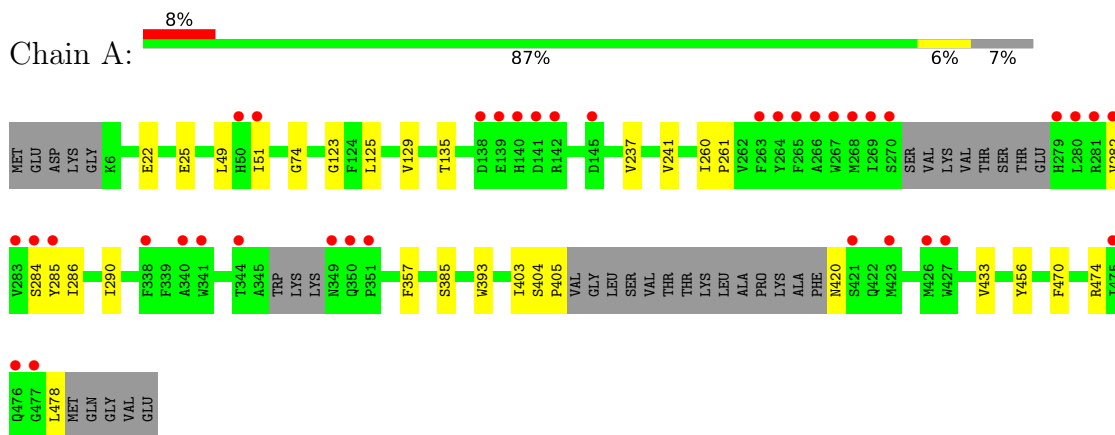 8%
Chain A:
87% 6% 7%
MET GLU ASP LYS GLY K6 E22 E25 L49 H50 I51 G74 G123 F124 L125 V129 T135 D138 E139 H140 D141 R142 D145 V237 V241 I260 P261 V262 F263 Y264 F265 A266 W267 M268 I269 S270 SER VAL LYS VAL THR SER THR GLU H279 L280 R281 V282
V283 S284 Y285 I286 I290 F338 F339 A340 W341 T344 A345 TRP LYS LYS N349 Q350 P351 F357 S385 W393 I403 S404 P405 VAL GLY LEU SER VAL THR THR LYS LEU ALA PRO LYS ALA PHE N420 S421 Q422 M423 M426 W427 V433 Y456 F470 R474 I475
Q476 G477 L478 MET GLN GLY VAL GLU